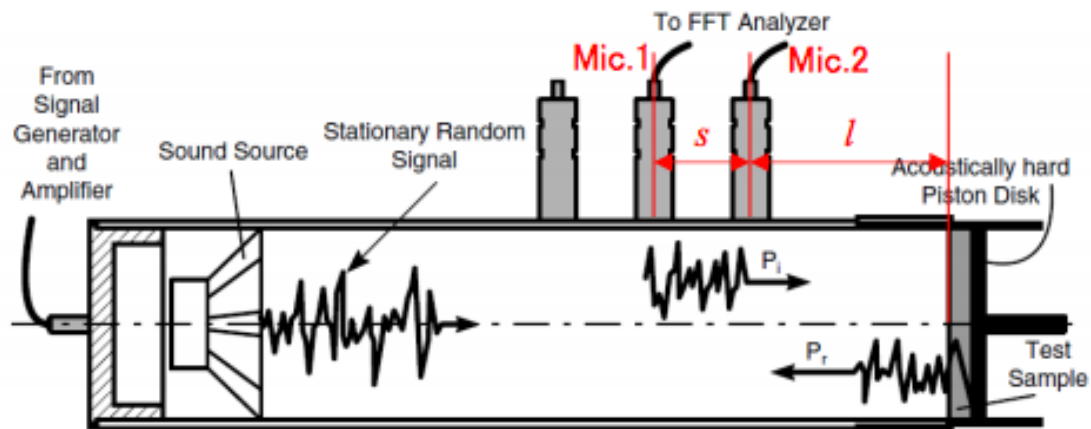 To FFT Analyzer
Mic.1
Mic.2
From
Signal
Generator
and
Amplifier
Sound Source
Stationary Random
Signal
s
l
Acoustically hard
Piston Disk
Pi
Pr
Test
Sample